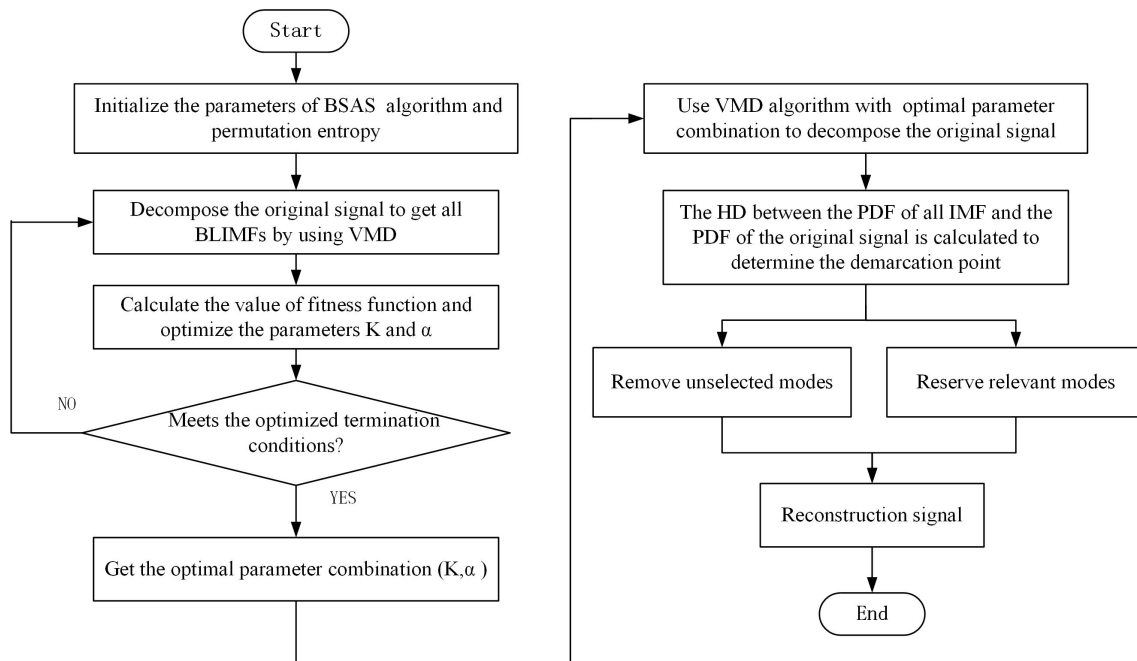 Start
Initialize the parameters of BSAS algorithm and
permutation entropy
Decompose the original signal to get all
BLIMFs by using VMD
Calculate the value of fitness function and
optimize the parameters K and α
NO
Meets the optimized termination
conditions?
YES
Get the optimal parameter combination (K,α )
Use VMD algorithm with optimal parameter
combination to decompose the original signal
The HD between the PDF of all IMF and the
PDF of the original signal is calculated to
determine the demarcation point
Remove unselected modes
Reserve relevant modes
Reconstruction signal
End